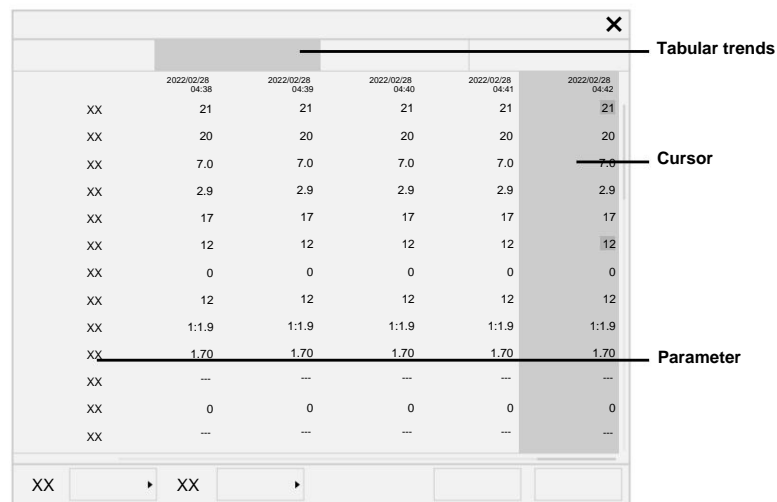 ✕
Tabular trends
2022/02/28 2022/02/28 2022/02/28 2022/02/28 2022/02/28
04:38 04:39 04:40 04:41 04:42
XX 21 21 21 21 21
XX 20 20 20 20 20
XX 7.0 7.0 7.0 7.0 7.0 Cursor
XX 2.9 2.9 2.9 2.9 2.9
XX 17 17 17 17 17
XX 12 12 12 12 12
XX 0 0 0 0 0
XX 12 12 12 12 12
XX 1:1.9 1:1.9 1:1.9 1:1.9 1:1.9
XX 1.70 1.70 1.70 1.70 1.70 Parameter
XX --- --- --- --- ---
XX 0 0 0 0 0
XX --- --- --- --- ---
XX XX